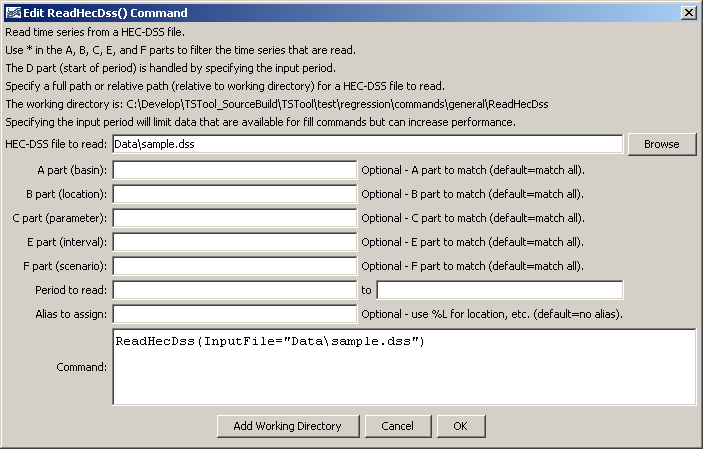 Edit ReadHecDss() Command
Read time series from a HEC-DSS file.
Use * in the A, B, C, E, and F parts to filter the time series that are read.
The D part (start of period) is handled by specifying the input period.
Specify a full path or relative path (relative to working directory) for a HEC-DSS file to read.
The working directory is: C:\Develop\TSTool_SourceBuild\TSTool\test\regression\commands\general\ReadHecDss
Specifying the input period will limit data that are available for fill commands but can increase performance.
HEC-DSS file to read: Data\sample.dss Browse
A part (basin): Optional - A part to match (default=match all).
B part (location): Optional - B part to match (default=match all).
C part (parameter): Optional - C part to match (default=match all).
E part (interval): Optional - E part to match (default=match all).
F part (scenario): Optional - F part to match (default=match all).
Period to read: to
Alias to assign: Optional - use %L for location, etc. (default=no alias).
ReadHecDss(InputFile="Data\sample.dss")
Command:
Add Working Directory Cancel OK